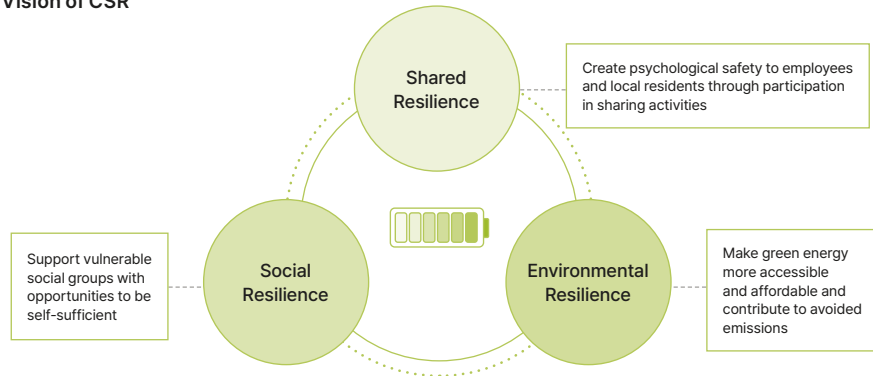 Vision of CSR
Shared
Resilience
Create psychological safety to employees
and local residents through participation
in sharing activities
Social
Resilience
Support vulnerable
social groups with
opportunities to be
self-sufficient
Environmental
Resilience
Make green energy
more accessible
and affordable and
contribute to avoided
emissions